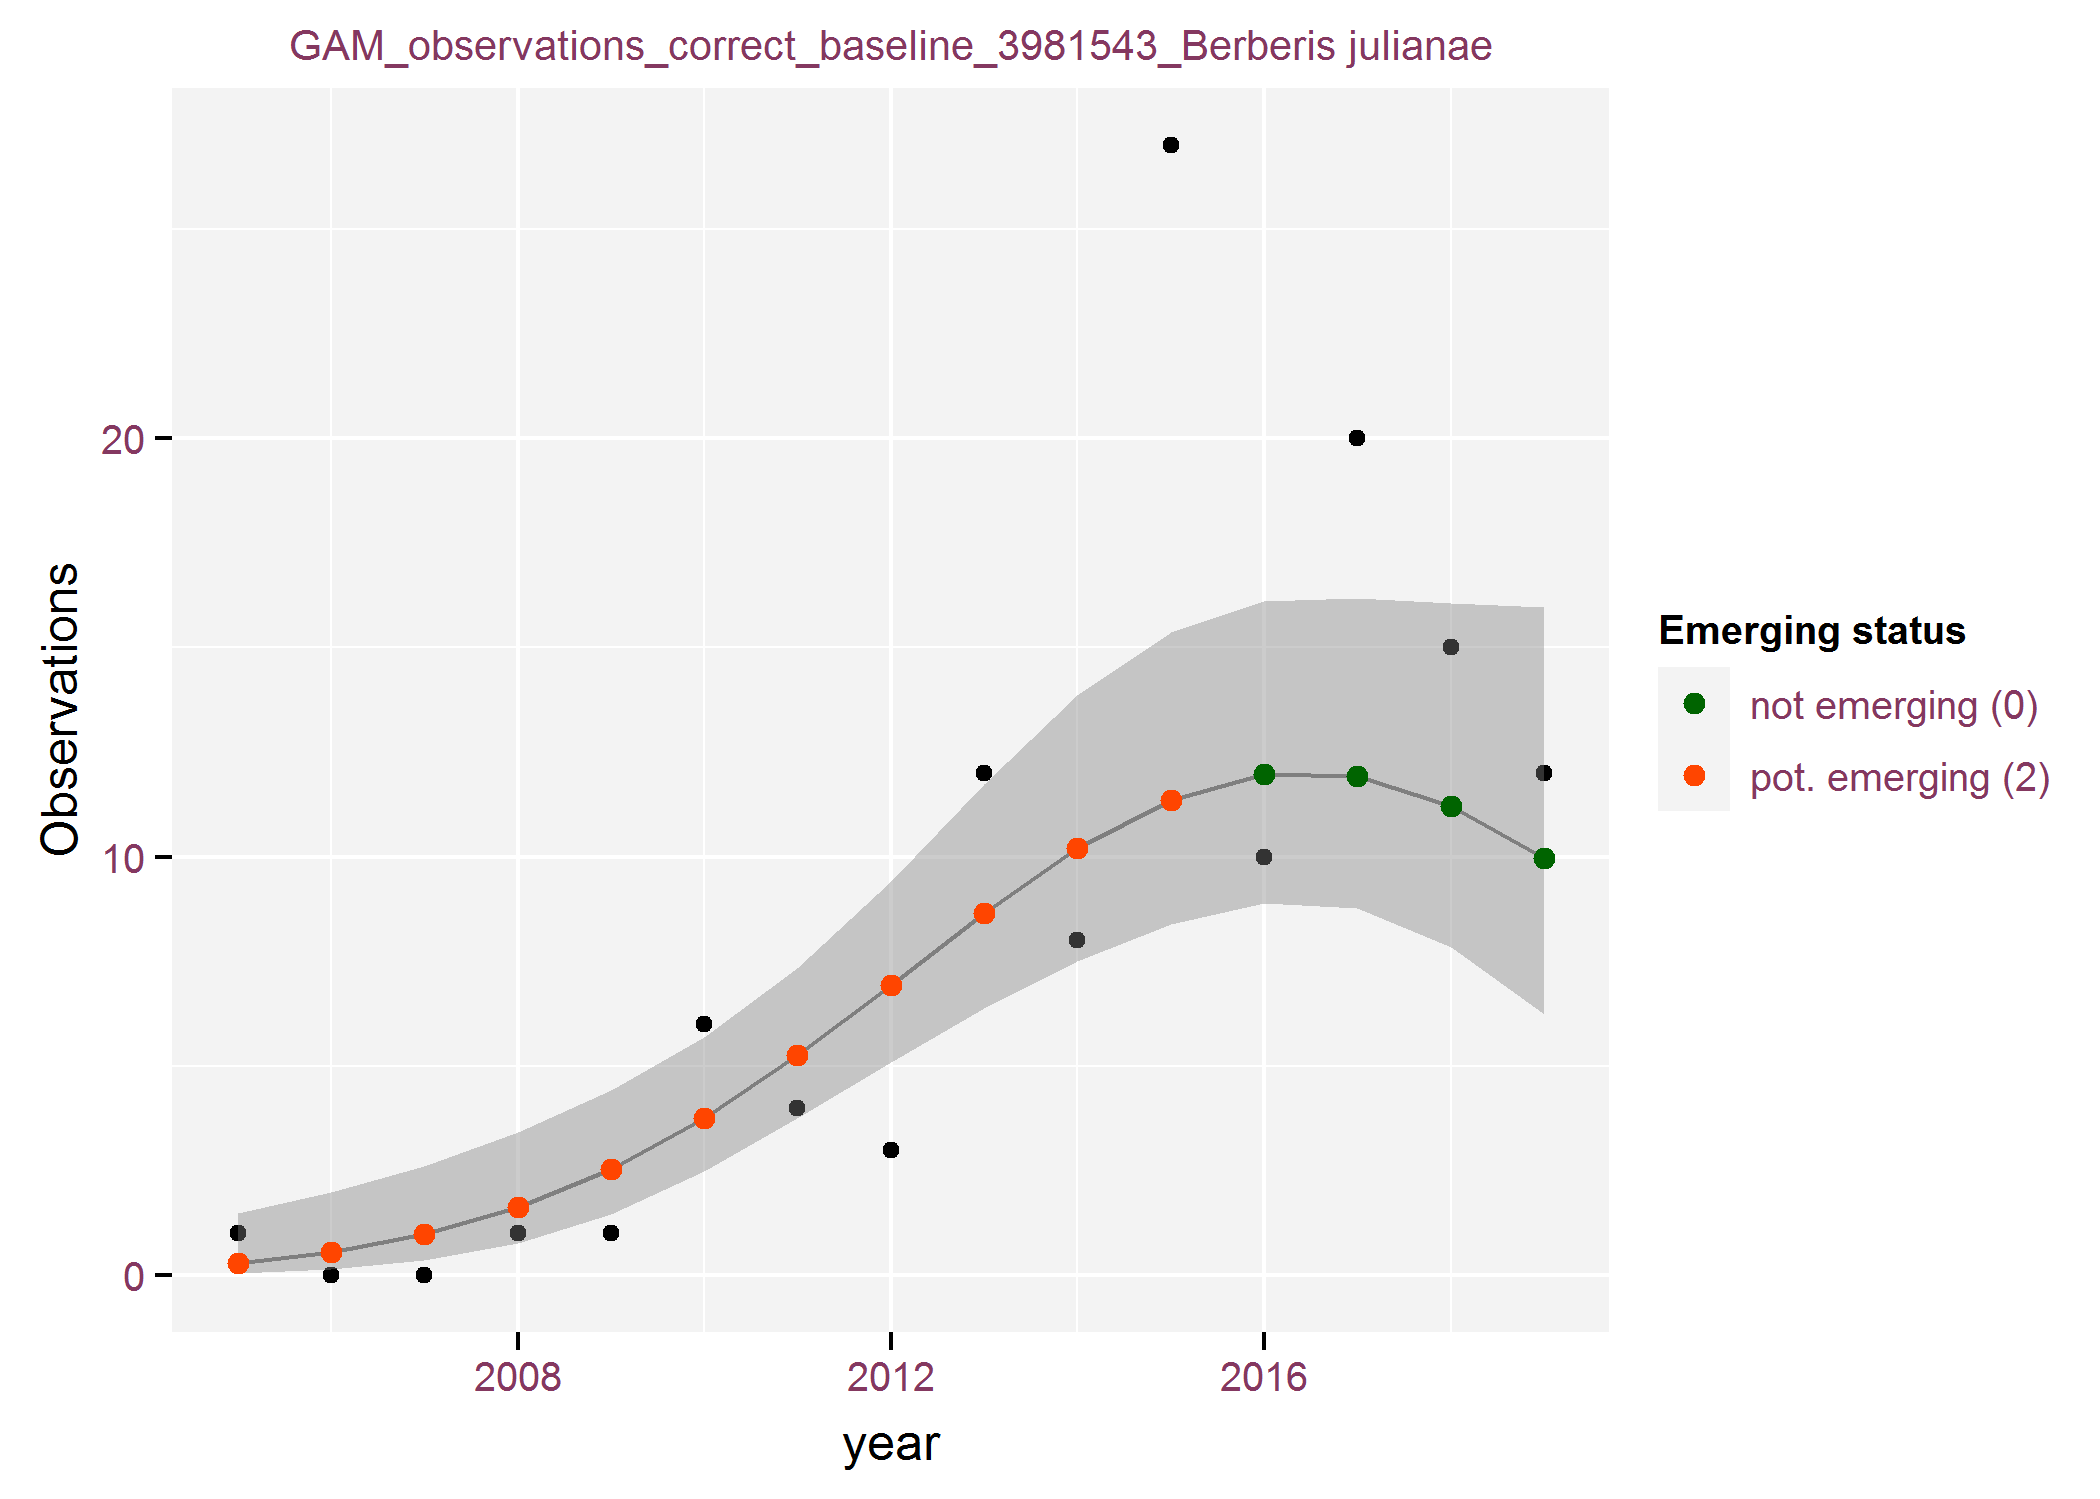 GAM_observations_correct_baseline_3981543_Berberis julianae
Observations
20
10
0
2008
2012
2016
year
Emerging status
not emerging (0)
pot. emerging (2)